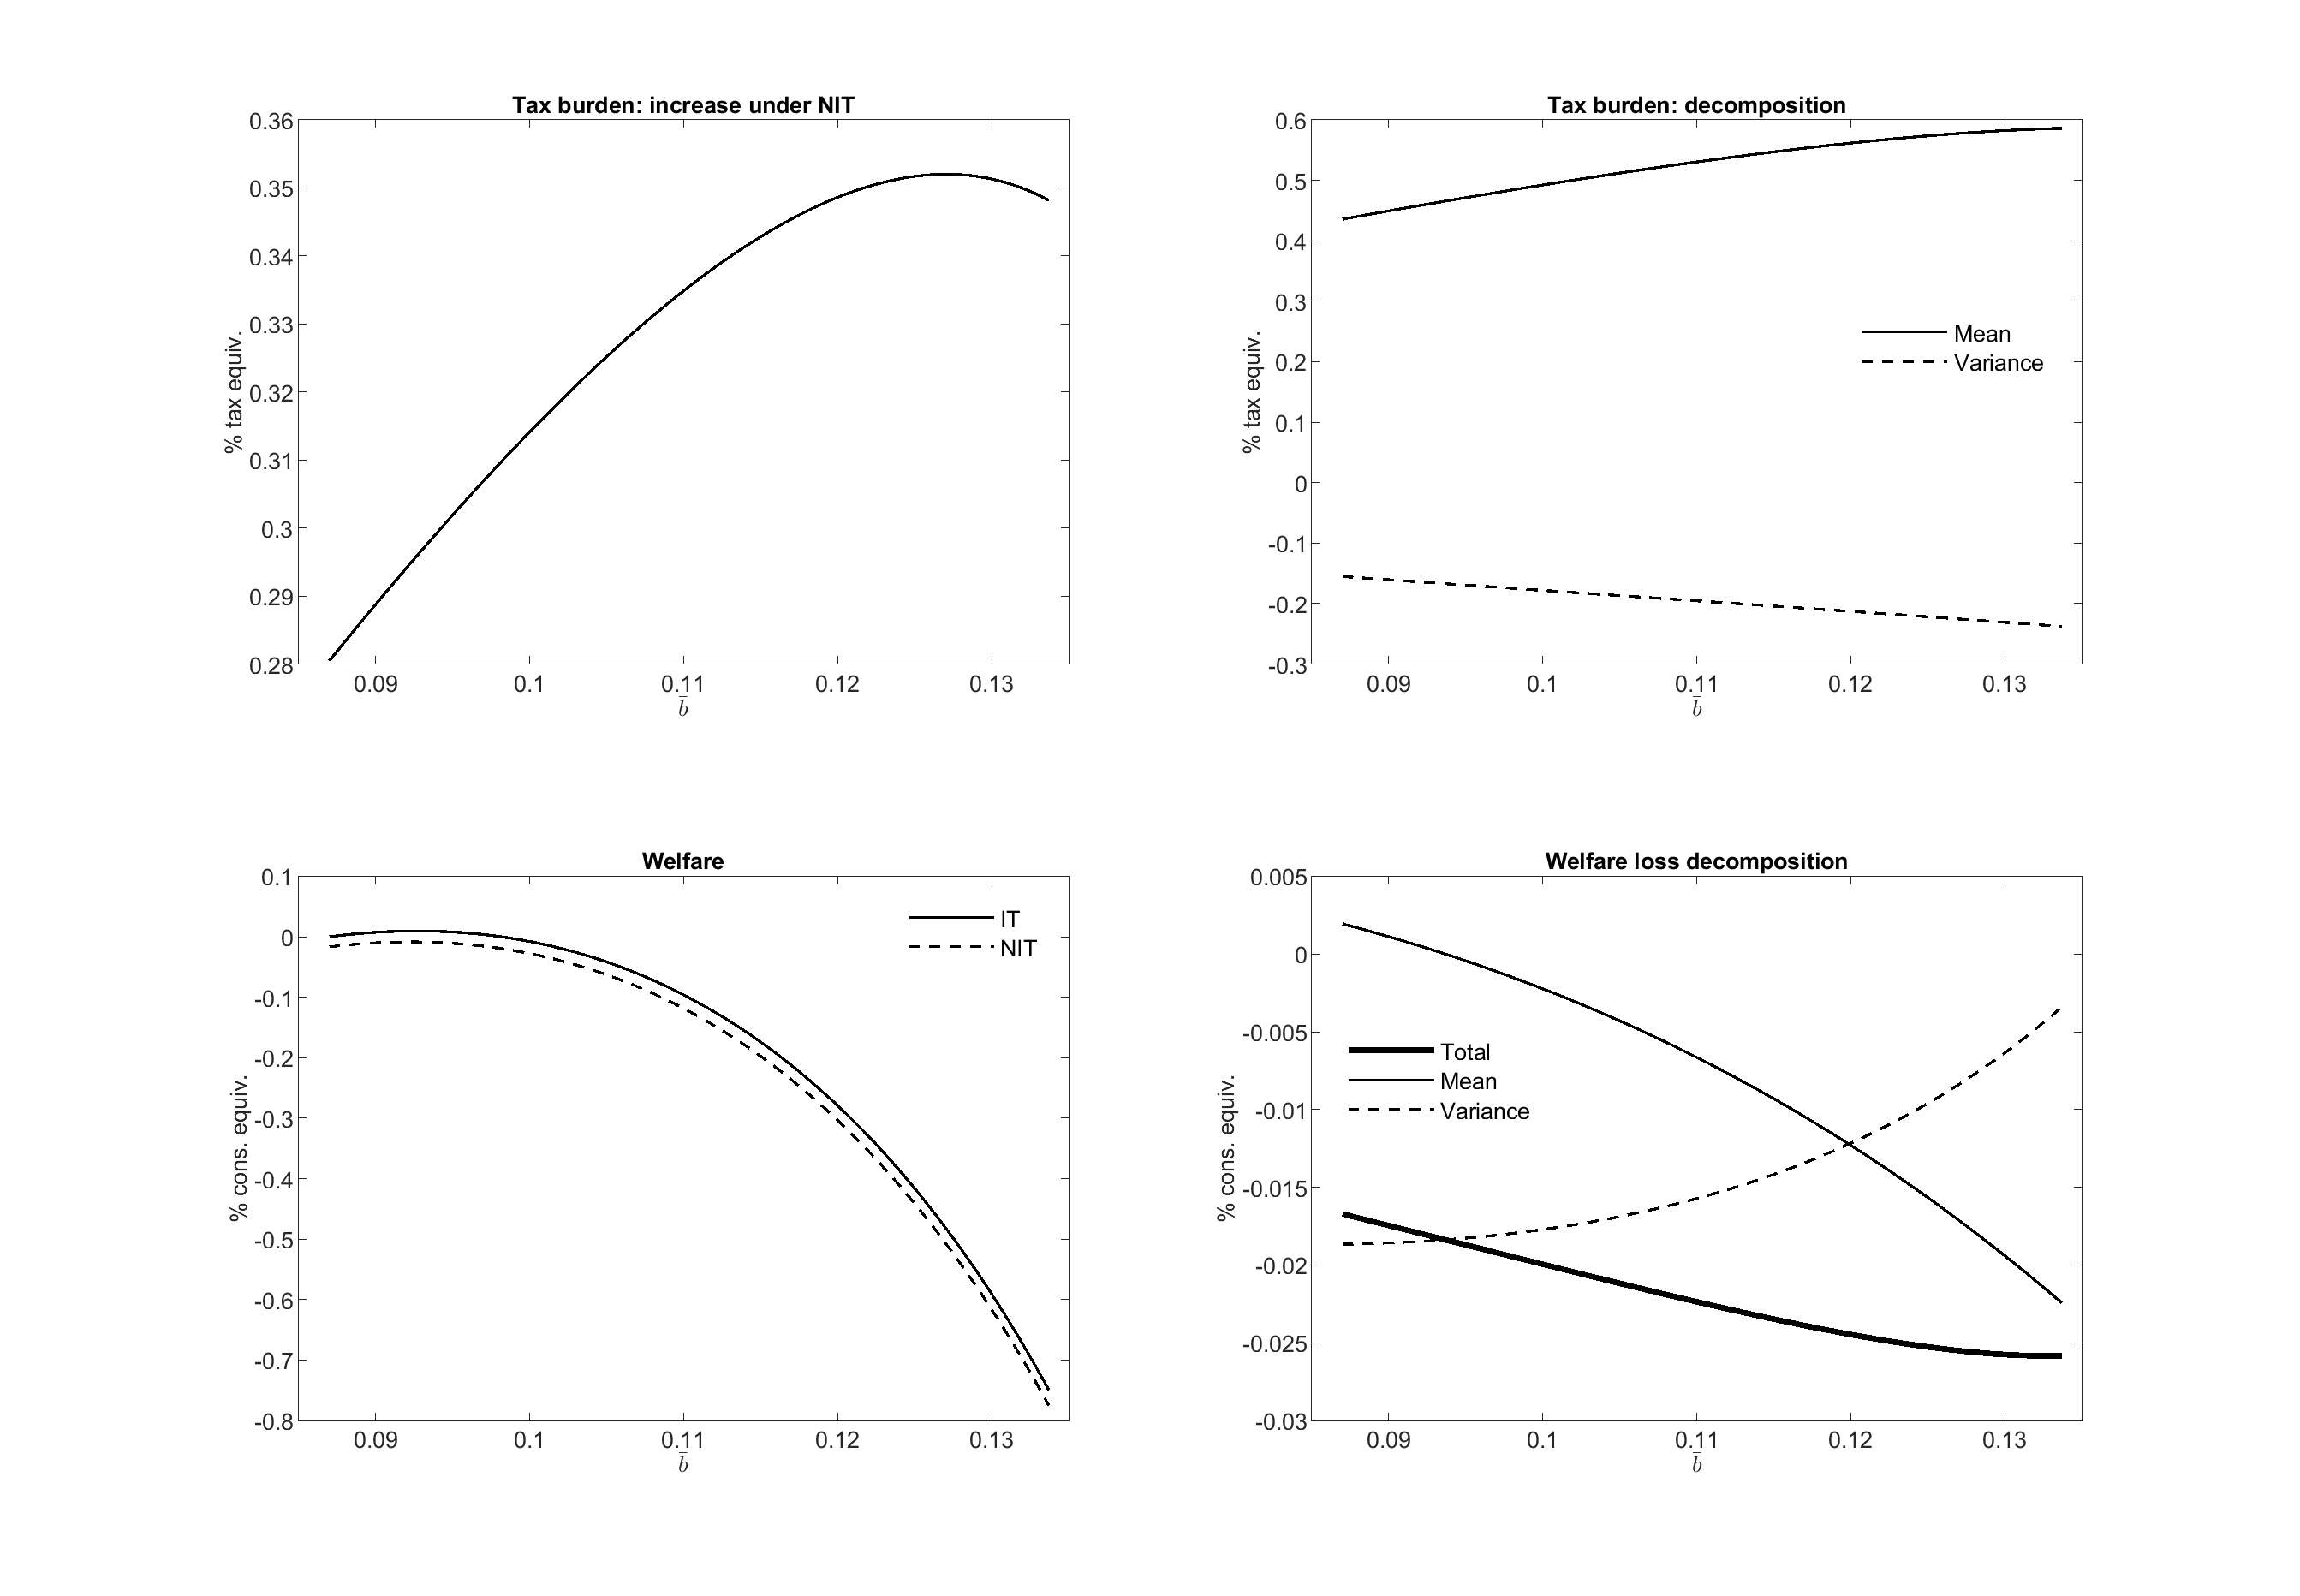 Tax burden: increase under NIT
0.36
0.35
0.34
0.33
0.32
0.31
0.3
0.29
0.28
% tax equiv.
0.09 0.1 0.11 0.12 0.13
b̄
Tax burden: decomposition
0.6
0.5
0.4
0.3
0.2
0.1
0
-0.1
-0.2
-0.3
% tax equiv.
Mean
Variance
0.09 0.1 0.11 0.12 0.13
b̄
Welfare
0.1
0
-0.1
-0.2
-0.3
-0.4
-0.5
-0.6
-0.7
-0.8
% cons. equiv.
IT
NIT
0.09 0.1 0.11 0.12 0.13
b̄
Welfare loss decomposition
0.005
0
-0.005
-0.01
-0.015
-0.02
-0.025
-0.03
% cons. equiv.
Total
Mean
Variance
0.09 0.1 0.11 0.12 0.13
b̄